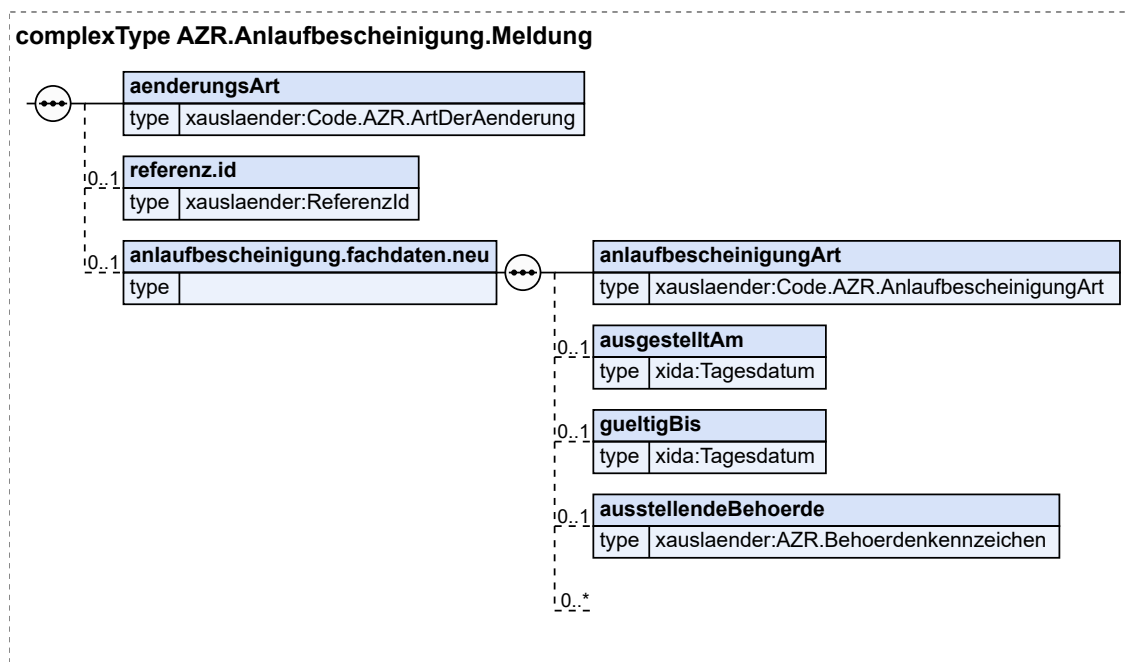 complexType AZR.Anlaufbescheinigung.Meldung
aenderungsArt
type xauslaender:Code.AZR.ArtDerAenderung
0..1
referenz.id
type xauslaender:ReferenzId
0..1
anlaufbescheinigung.fachdaten.neu
type
anlaufbescheinigungArt
type xauslaender:Code.AZR.AnlaufbescheinigungArt
0..1
ausgestelltAm
type xida:Tagesdatum
0..1
gueltigBis
type xida:Tagesdatum
0..1
ausstellendeBehoerde
type xauslaender:AZR.Behoerdenkennzeichen
0..*